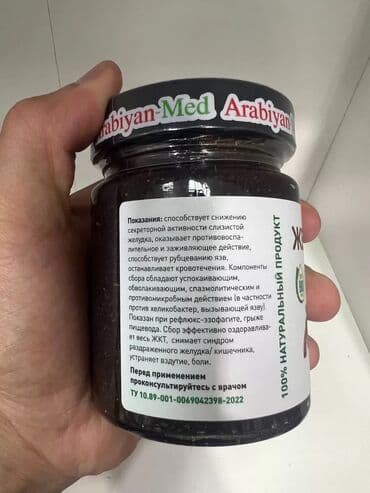 Arabiyan-Med Arabiyan
Показания: способствует снижению
секреторной активности слизистой
желудка, оказывает противовоспа-
лительное и заживляющее действие,
способствует рубцеванию язв,
останавливает кровотечения. Компоненты
сбора обладают успокаивающим,
обволакивающим, спазмолитическим и
противомикробным действием (в частности
против хеликобактер, вызывающей язву).
Показан при рефлюкс-эзофагите, грыже
пищевода. Сбор эффективно оздоравлива-
ет весь ЖКТ, снимает синдром
раздраженного желудка/ кишечника,
устраняет вздутие, боли.
Перед применением
проконсультируйтесь с врачом
ТУ 10.89-001-0069042398-2022
100% НАТУРАЛЬНЫЙ ПРОДУКТ